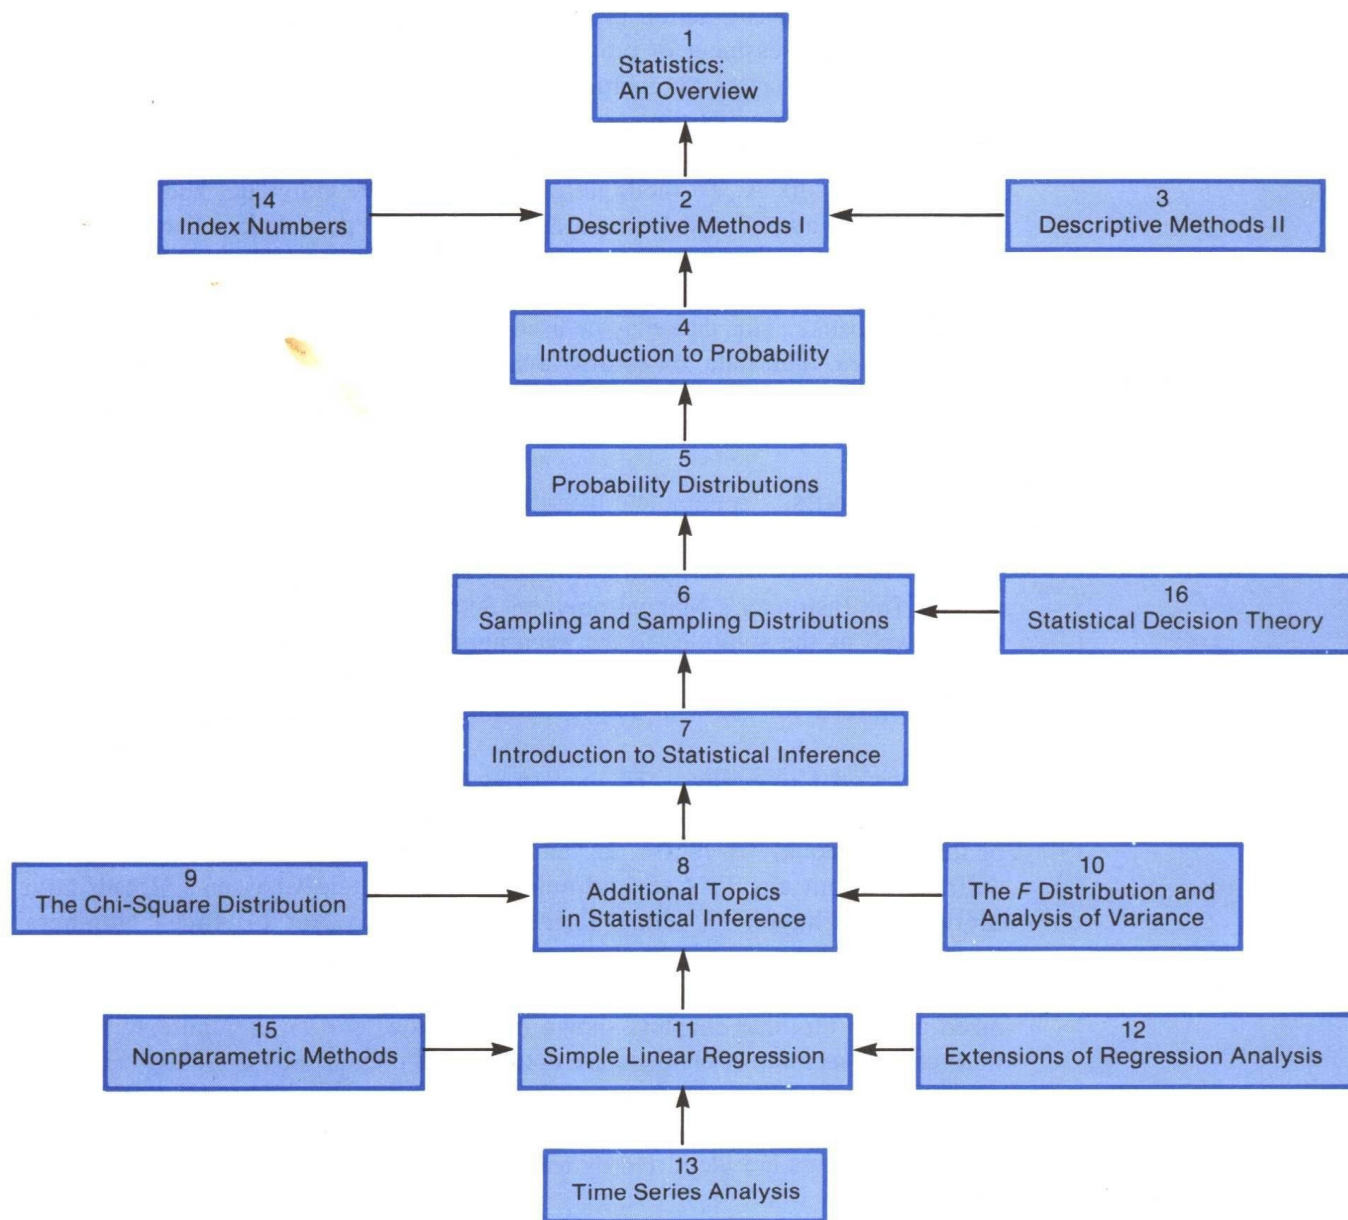 1
Statistics:
An Overview
14
Index Numbers
2
Descriptive Methods I
3
Descriptive Methods II
4
Introduction to Probability
5
Probability Distributions
6
Sampling and Sampling Distributions
16
Statistical Decision Theory
7
Introduction to Statistical Inference
9
The Chi-Square Distribution
8
Additional Topics
in Statistical Inference
10
The F Distribution and
Analysis of Variance
15
Nonparametric Methods
11
Simple Linear Regression
12
Extensions of Regression Analysis
13
Time Series Analysis